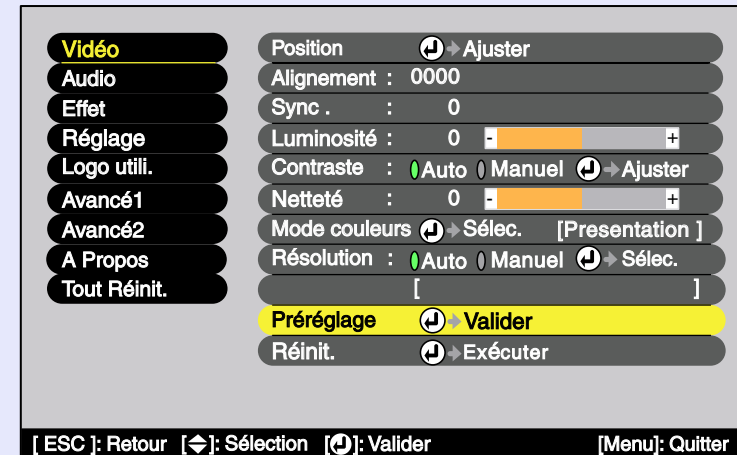 Vidéo
Audio
Effet
Réglage
Logo utili.
Avancé1
Avancé2
A Propos
Tout Réinit.
Position Ajuster
Alignement : 0000
Sync . : 0
Luminosité : 0 - +
Contraste : Auto Manuel Ajuster
Netteté : 0 - +
Mode couleurs Sélec. [Presentation ]
Résolution : Auto Manuel Sélec.
[ ]
Préréglage Valider
Réinit. Exécuter
[ ESC ]: Retour [ ]: Sélection [ ]: Valider [Menu]: Quitter